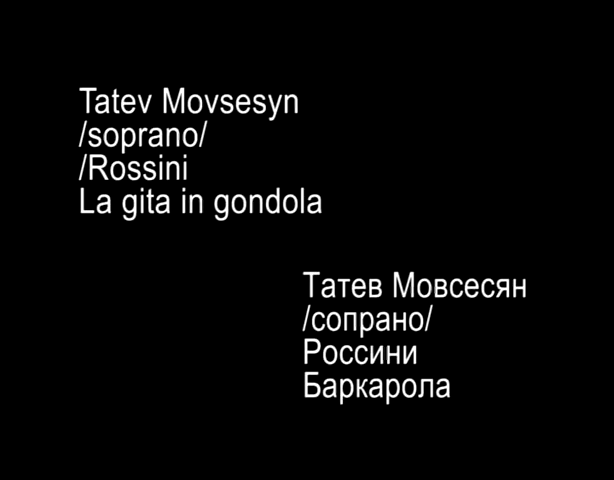 Tatev Movsesyn
/soprano/
/Rossini
La gita in gondola
Татев Мовсесян
/сопрано/
Россини
Баркарола